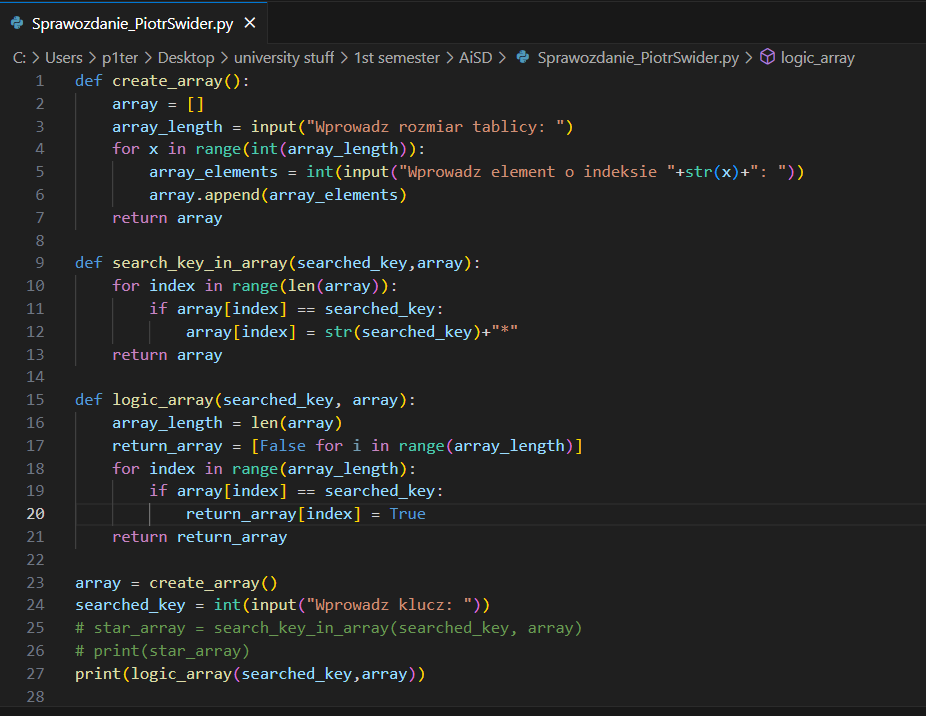 Sprawozdanie_PiotrSwider.py ×
C: > Users > p1ter > Desktop > university stuff > 1st semester > AiSD > Sprawozdanie_PiotrSwider.py > logic_array
1 def create_array():
2     array = []
3     array_length = input("Wprowadz rozmiar tablicy: ")
4     for x in range(int(array_length)):
5         array_elements = int(input("Wprowadz element o indeksie "+str(x)+": "))
6         array.append(array_elements)
7     return array
8
9 def search_key_in_array(searched_key,array):
10     for index in range(len(array)):
11         if array[index] == searched_key:
12             array[index] = str(searched_key)+"*"
13     return array
14
15 def logic_array(searched_key, array):
16     array_length = len(array)
17     return_array = [False for i in range(array_length)]
18     for index in range(array_length):
19         if array[index] == searched_key:
20             return_array[index] = True
21     return return_array
22
23 array = create_array()
24 searched_key = int(input("Wprowadz klucz: "))
25 # star_array = search_key_in_array(searched_key, array)
26 # print(star_array)
27 print(logic_array(searched_key,array))
28